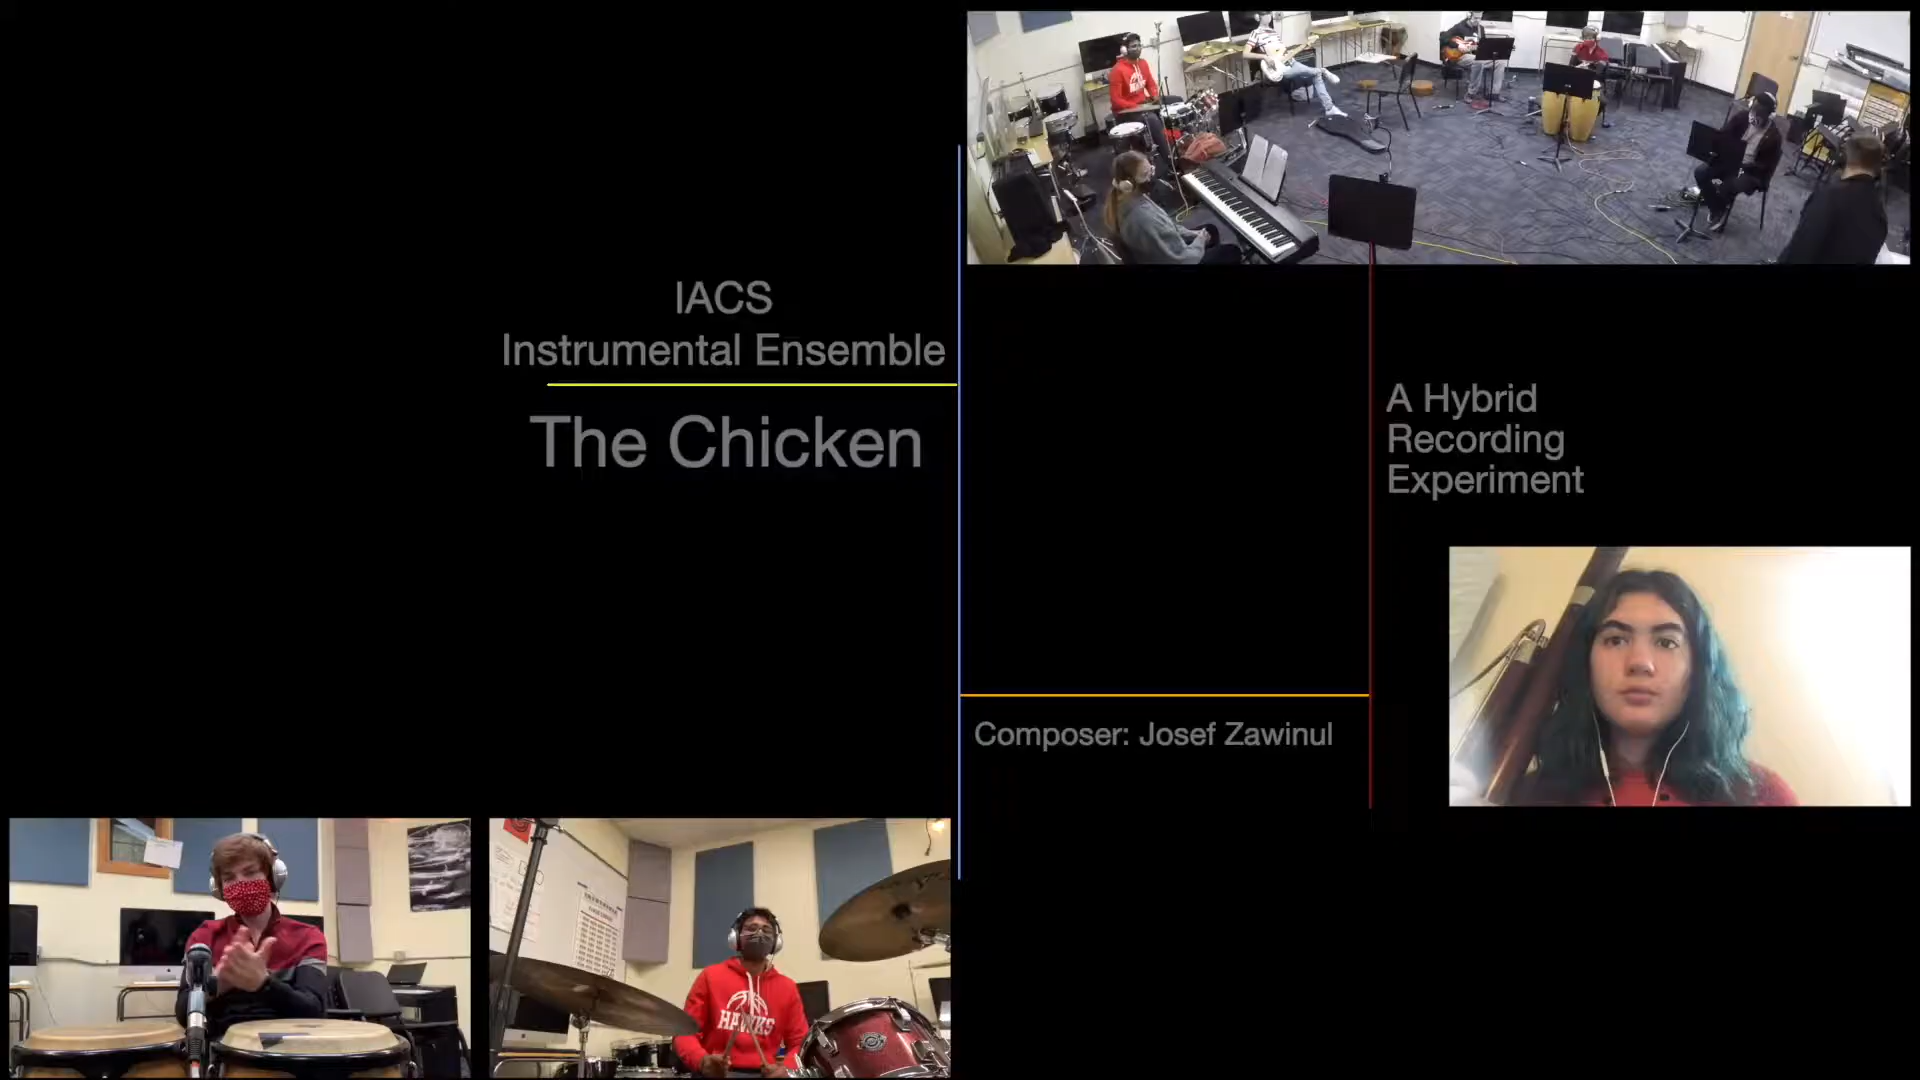 IACS
Instrumental Ensemble
The Chicken
A Hybrid
Recording
Experiment
Composer: Josef Zawinul
HAWKS